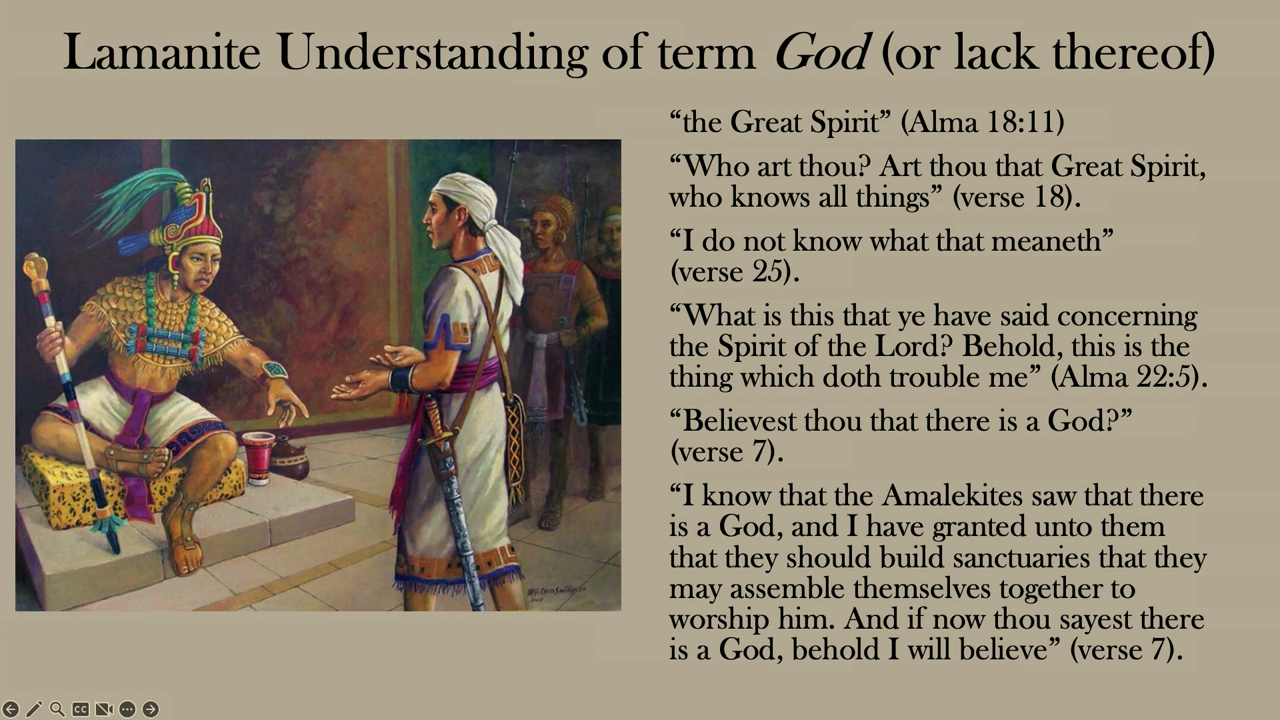 Lamanite Understanding of term God (or lack thereof)
“the Great Spirit” (Alma 18:11)
“Who art thou? Art thou that Great Spirit,
who knows all things” (verse 18).
“I do not know what that meaneth”
(verse 25).
“What is this that ye have said concerning
the Spirit of the Lord? Behold, this is the
thing which doth trouble me” (Alma 22:5).
“Believest thou that there is a God?”
(verse 7).
“I know that the Amalekites saw that there
is a God, and I have granted unto them
that they should build sanctuaries that they
may assemble themselves together to
worship him. And if now thou sayest there
is a God, behold I will believe” (verse 7).
CC